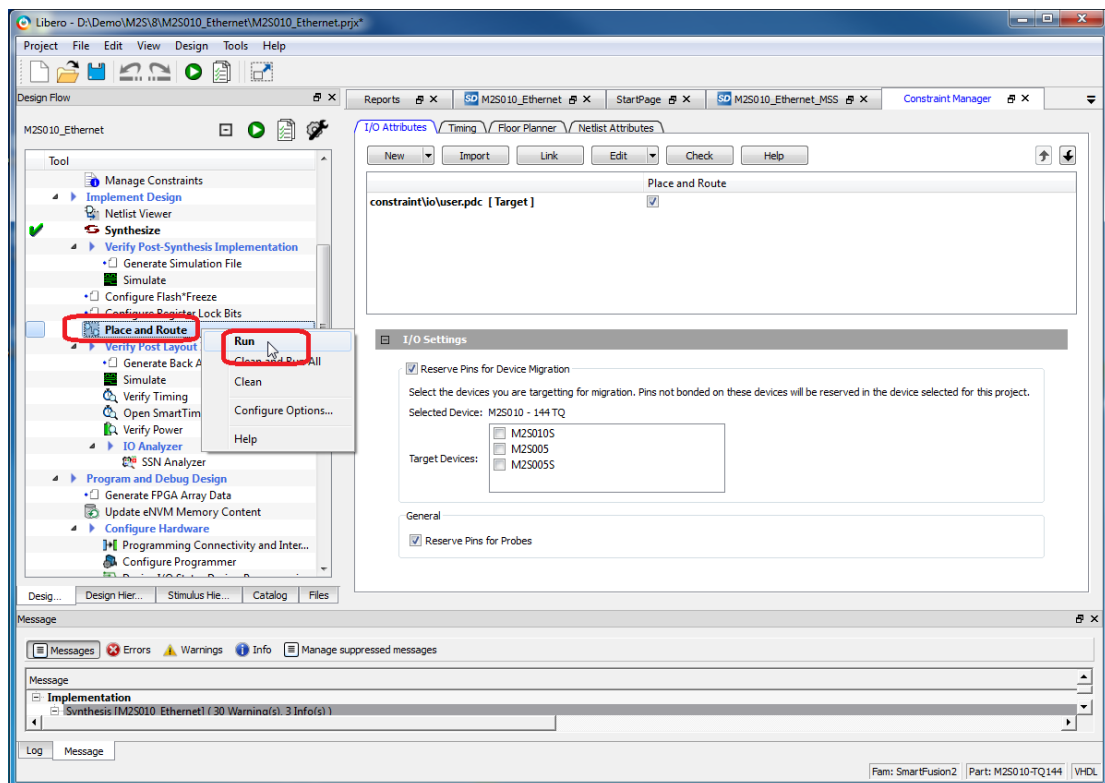 Libero - D:\Demo\M2S\8\M2S010_Ethernet\M2S010_Ethernet.prjx*
Project File Edit View Design Tools Help
Design Flow
Reports
M2S010_Ethernet
StartPage
M2S010_Ethernet_MSS
Constraint Manager
M2S010_Ethernet
I/O Attributes Timing Floor Planner Netlist Attributes
New Import Link Edit Check Help
Tool
Place and Route
constraint\io\user.pdc [ Target ]
Manage Constraints
Implement Design
Netlist Viewer
Synthesize
Verify Post-Synthesis Implementation
Generate Simulation File
Simulate
Configure Flash*Freeze
Configure Register Lock Bits
Place and Route
Verify Post Layout
Generate Back A
Simulate
Verify Timing
Open SmartTim
Verify Power
IO Analyzer
SSN Analyzer
Program and Debug Design
Generate FPGA Array Data
Update eNVM Memory Content
Configure Hardware
Programming Connectivity and Inter...
Configure Programmer
Run
Clean and Run All
Clean
Configure Options...
Help
I/O Settings
Reserve Pins for Device Migration
Select the devices you are targetting for migration. Pins not bonded on these devices will be reserved in the device selected for this project.
Selected Device: M2S010 - 144 TQ
Target Devices:
M2S010S
M2S005
M2S005S
General
Reserve Pins for Probes
Desig... Design Hier... Stimulus Hie... Catalog Files
Message
Messages Errors Warnings Info Manage suppressed messages
Message
Implementation
Synthesis [M2S010_Ethernet] ( 30 Warning(s), 3 Info(s) )
Log Message
Fam: SmartFusion2 Part: M2S010-TQ144 VHDL